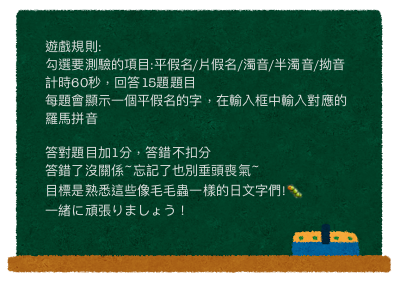 遊戲規則:
勾選要測驗的項目:平假名/片假名/濁音/半濁音/拗音
計時60秒，回答15題題目
每題會顯示一個平假名的字，在輸入框中輸入對應的
羅馬拼音
答對題目加1分，答錯不扣分
答錯了沒關係~忘記了也別垂頭喪氣~
目標是熟悉這些像毛毛蟲一樣的日文字們!🐛
一緒に頑張りましょう！